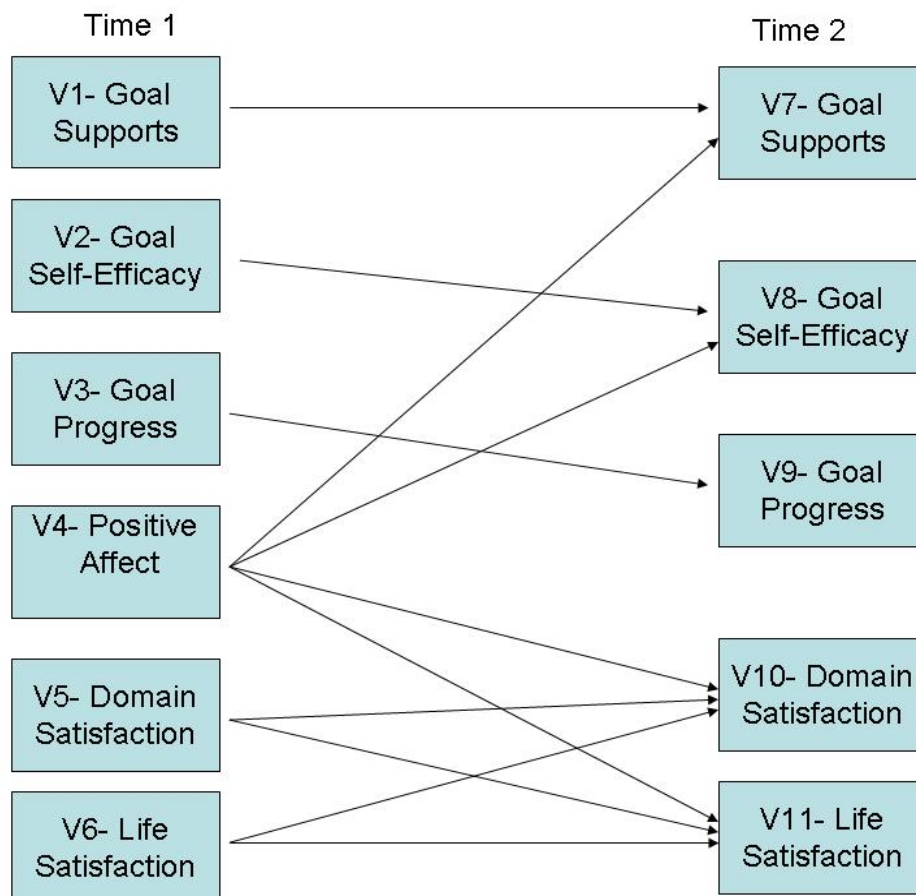 Time 1
V1- Goal
Supports
V2- Goal
Self-Efficacy
V3- Goal
Progress
V4- Positive
Affect
V5- Domain
Satisfaction
V6- Life
Satisfaction
Time 2
V7- Goal
Supports
V8- Goal
Self-Efficacy
V9- Goal
Progress
V10- Domain
Satisfaction
V11- Life
Satisfaction